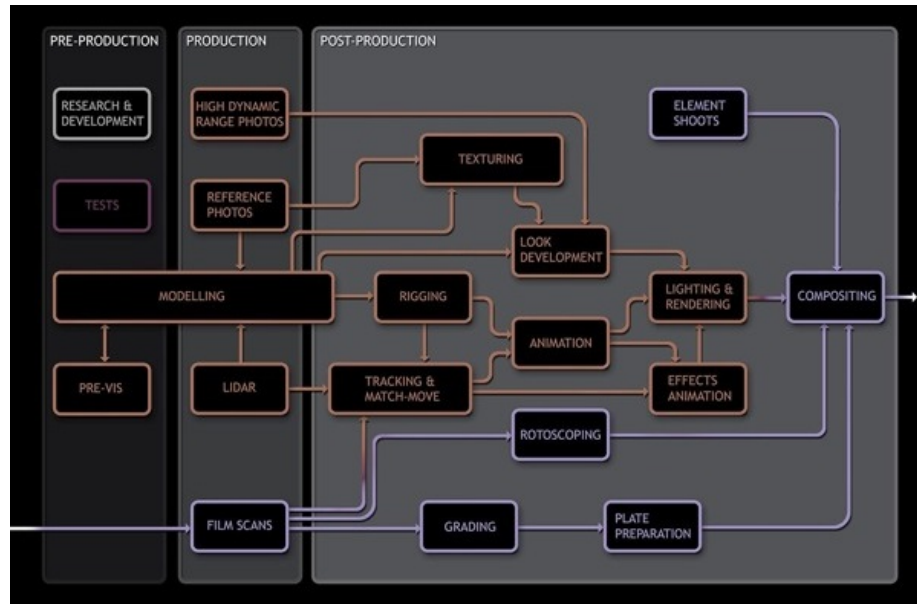 PRE-PRODUCTION
PRODUCTION
POST-PRODUCTION
RESEARCH &
DEVELOPMENT
HIGH DYNAMIC
RANGE PHOTOS
ELEMENT
SHOOTS
TEXTURING
TESTS
REFERENCE
PHOTOS
LOOK
DEVELOPMENT
MODELLING
RIGGING
LIGHTING &
RENDERING
COMPOSITING
ANIMATION
PRE-VIS
LIDAR
TRACKING &
MATCH-MOVE
EFFECTS
ANIMATION
ROTOSCOPING
FILM SCANS
GRADING
PLATE
PREPARATION